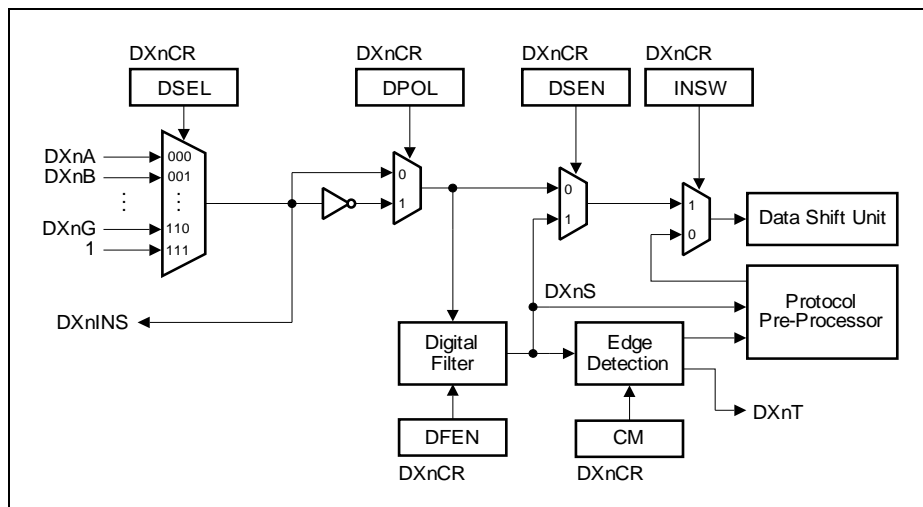 DXnCR
DXnCR
DXnCR
DXnCR
DSEL
DPOL
DSEN
INSW
DXnA
000
DXnB
001
0
0
1
1
1
Data Shift Unit
DXnG
110
0
1
111
DXnS
Protocol
Pre-Processor
DXnINS
Digital
Filter
Edge
Detection
DXnT
DFEN
CM
DXnCR
DXnCR